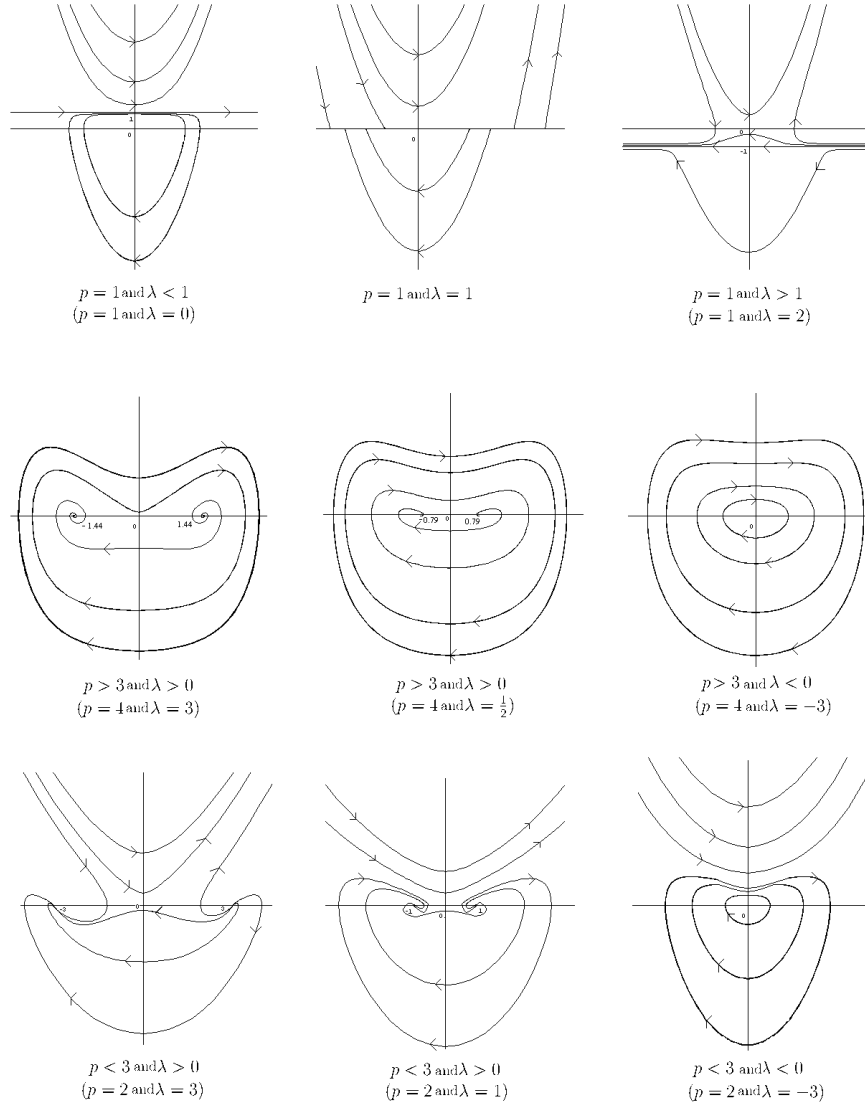 1
0
0
0
-1
p = 1 and λ < 1
(p = 1 and λ = 0)
p = 1 and λ = 1
p = 1 and λ > 1
(p = 1 and λ = 2)
-1.44 0 1.44
-0.79 0 0.79
0
p > 3 and λ > 0
(p = 4 and λ = 3)
p > 3 and λ > 0
(p = 4 and λ = 1/2)
p > 3 and λ < 0
(p = 4 and λ = −3)
-3 0 3
-1 0 1
0
p < 3 and λ > 0
(p = 2 and λ = 3)
p < 3 and λ > 0
(p = 2 and λ = 1)
p < 3 and λ < 0
(p = 2 and λ = −3)